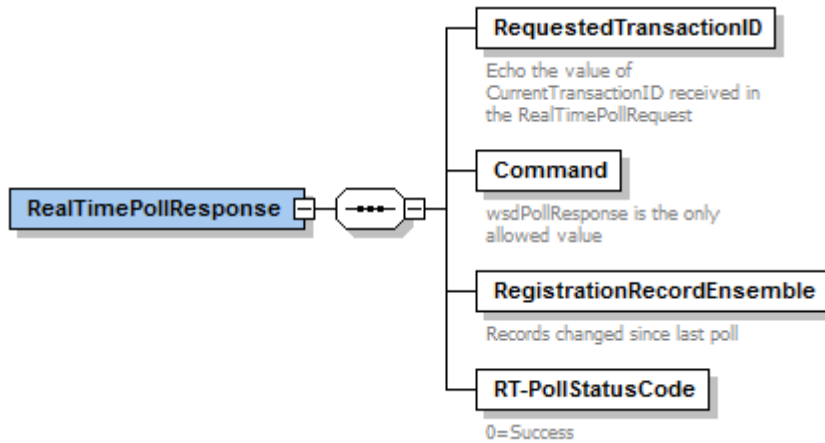 RequestedTransactionID
Echo the value of
CurrentTransactionID received in
the RealTimePollRequest
Command
wsdPollResponse is the only
allowed value
RealTimePollResponse
RegistrationRecordEnsemble
Records changed since last poll
RT-PollStatusCode
0=Success